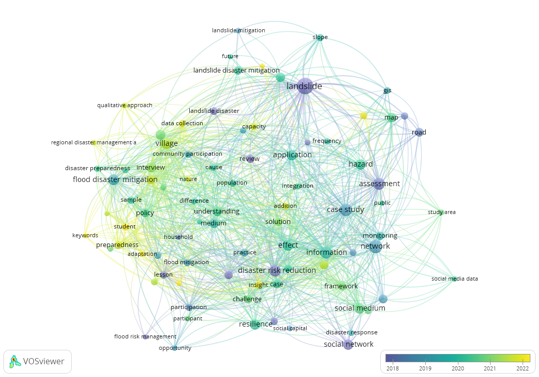 landslide mitigation
slope
future
landslide disaster mitigation
landslide
gis
qualitative approach
landslide disaster
map
data collection
capacity
road
regional disaster management a
village
frequency
community participation
review
application
disaster preparedness
interview
cause
hazard
flood disaster mitigation
nature
population
integration
assessment
sample
difference
addition
public
policy
understanding
case study
study area
medium
solution
student
keywords
household
monitoring
preparedness
effect
network
adaptation
practice
information
flood mitigation
lesson
disaster risk reduction
social media data
insight
case
framework
challenge
participation
social medium
participant
resilience
social capital
disaster response
flood risk management
social network
opportunity
VOSviewer
2018 2019 2020 2021 2022